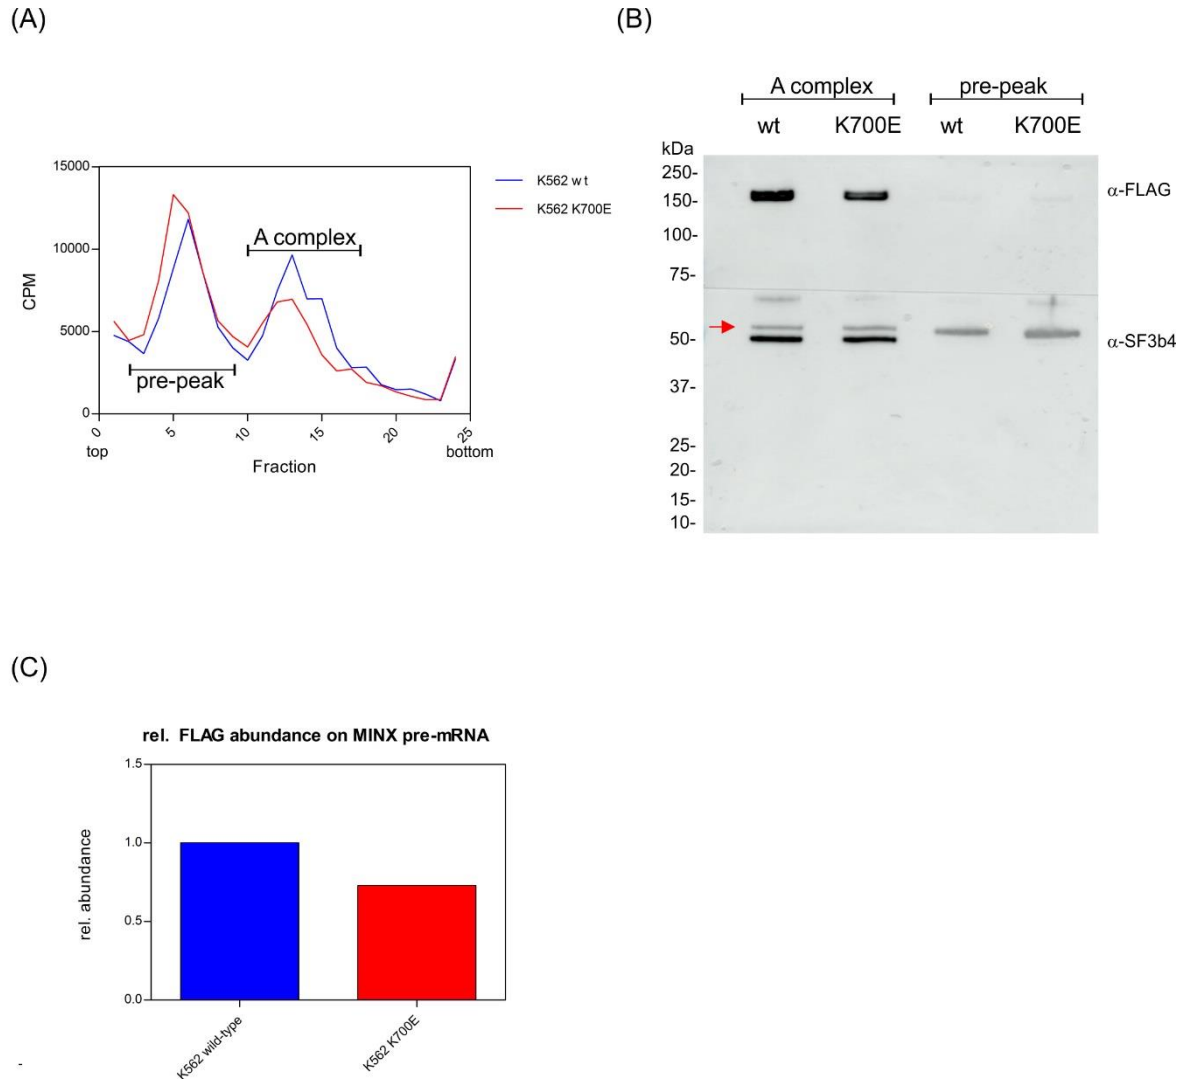 (A)
15000
10000
5000
0
CPM
0
5
10
15
20
25
top
bottom
Fraction
pre-peak
A complex
K562 w t
K562 K700E
(B)
A complex
pre-peak
wt
K700E
wt
K700E
kDa
250-
150-
100-
75-
50-
37-
25-
20-
15-
10-
α-FLAG
α-SF3b4
(C)
rel. FLAG abundance on MINX pre-mRNA
1.5
1.0
0.5
0.0
rel. abundance
K562 wild-type
K562 K700E
-